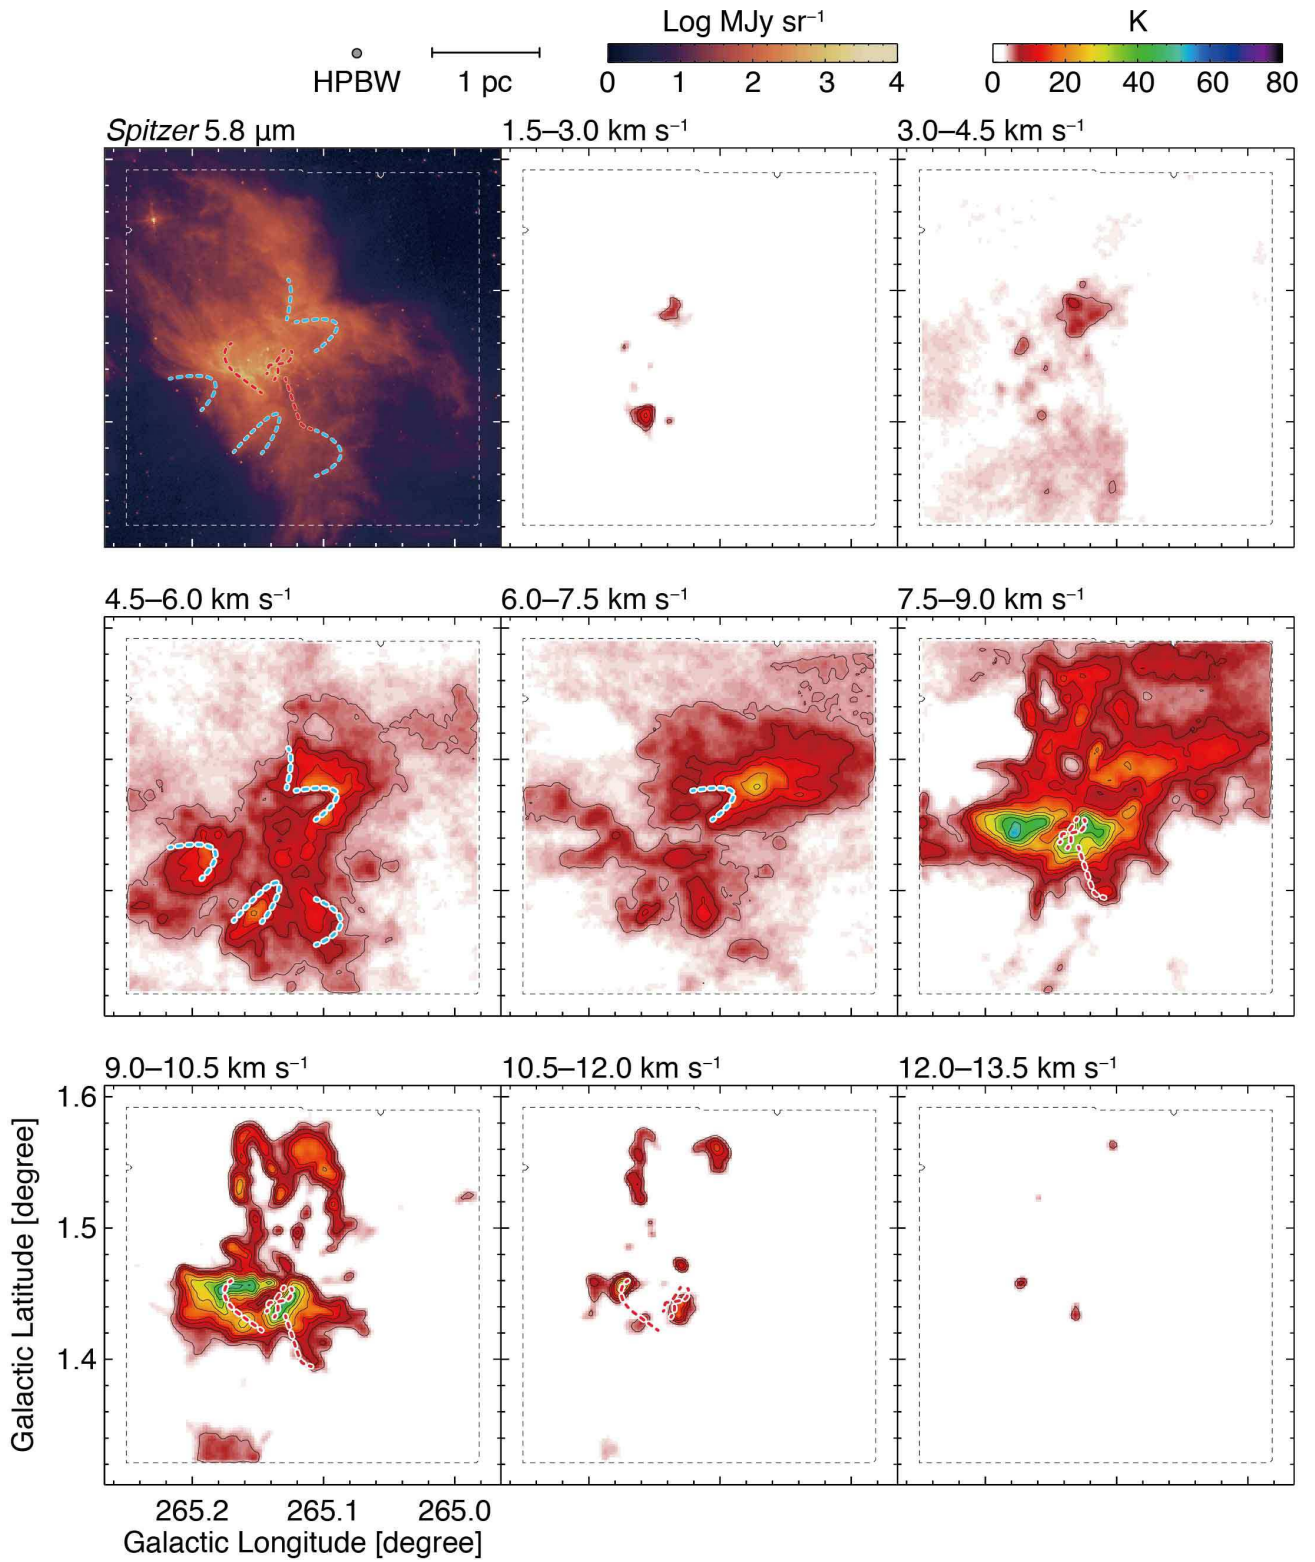 Log MJy sr⁻¹
K
HPBW
1 pc
0 1 2 3 4
0 20 40 60 80
Spitzer 5.8 µm
1.5–3.0 km s⁻¹
3.0–4.5 km s⁻¹
4.5–6.0 km s⁻¹
6.0–7.5 km s⁻¹
7.5–9.0 km s⁻¹
9.0–10.5 km s⁻¹
10.5–12.0 km s⁻¹
12.0–13.5 km s⁻¹
1.6
1.5
1.4
Galactic Latitude [degree]
265.2 265.1 265.0
Galactic Longitude [degree]